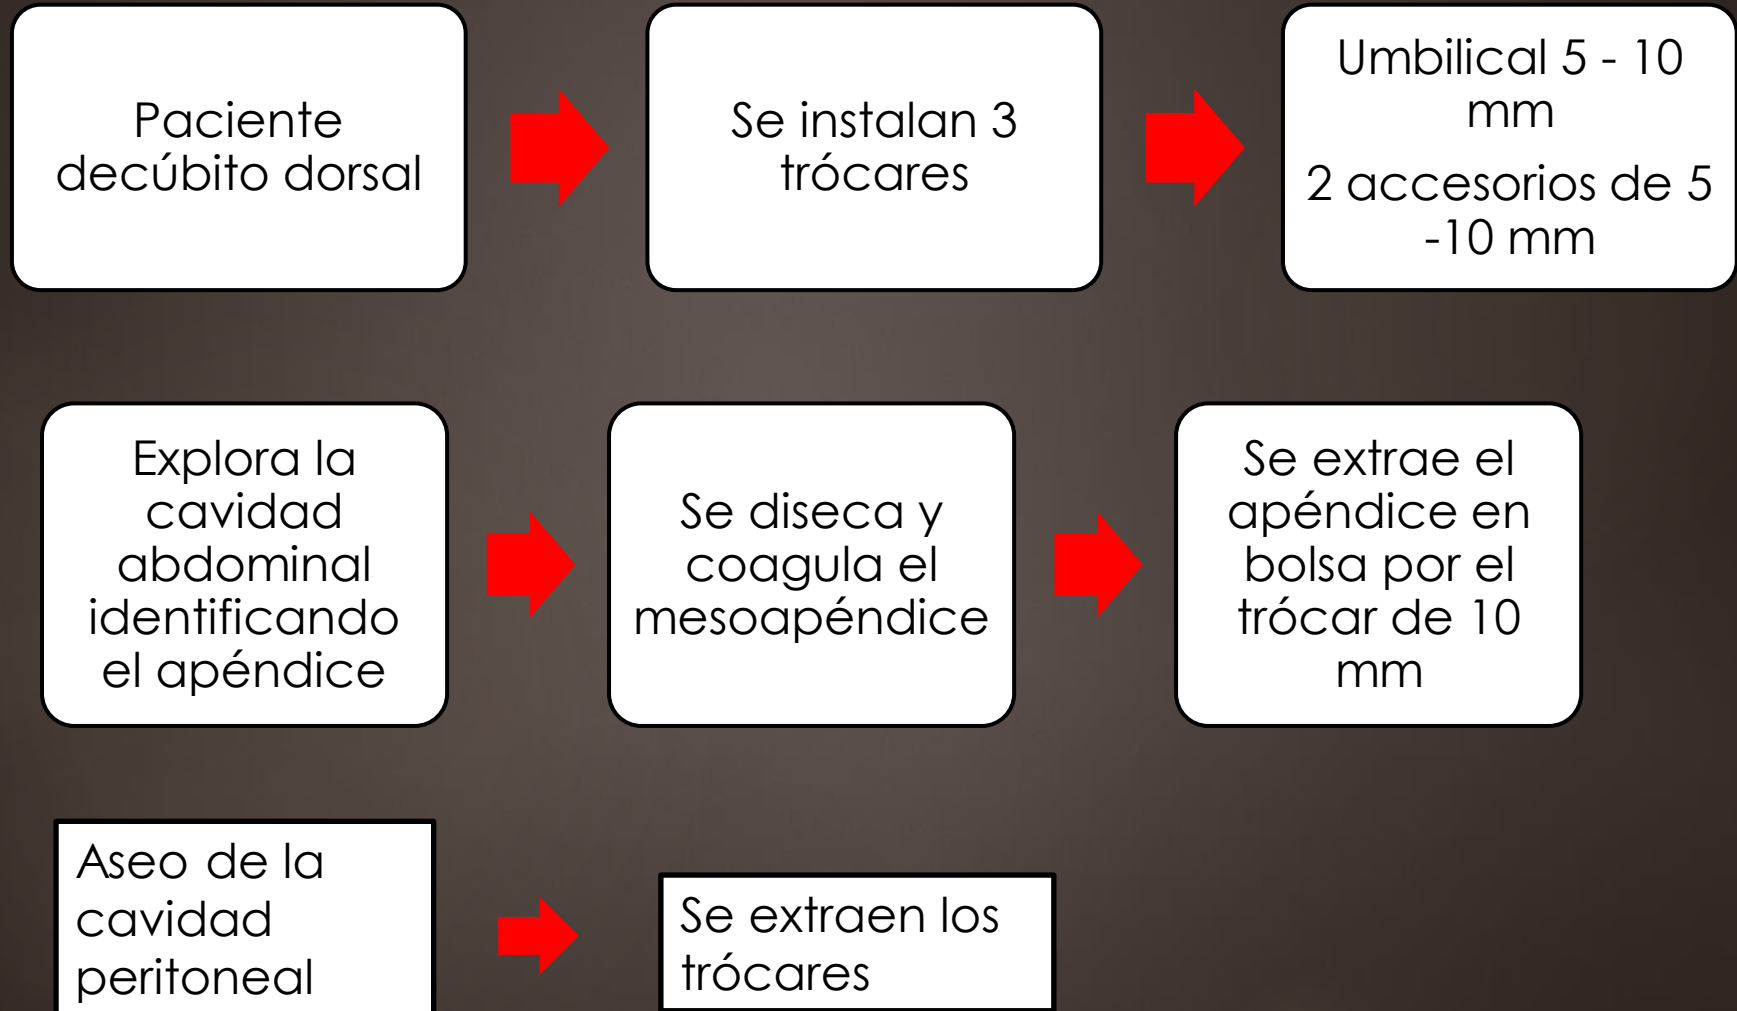 Paciente
decúbito dorsal
Se instalan 3
trócares
Umbilical 5 - 10
mm
2 accesorios de 5
-10 mm
Explora la
cavidad
abdominal
identificando
el apéndice
Se diseca y
coagula el
mesoapéndice
Se extrae el
apéndice en
bolsa por el
trócar de 10
mm
Aseo de la
cavidad
peritoneal
Se extraen los
trócares